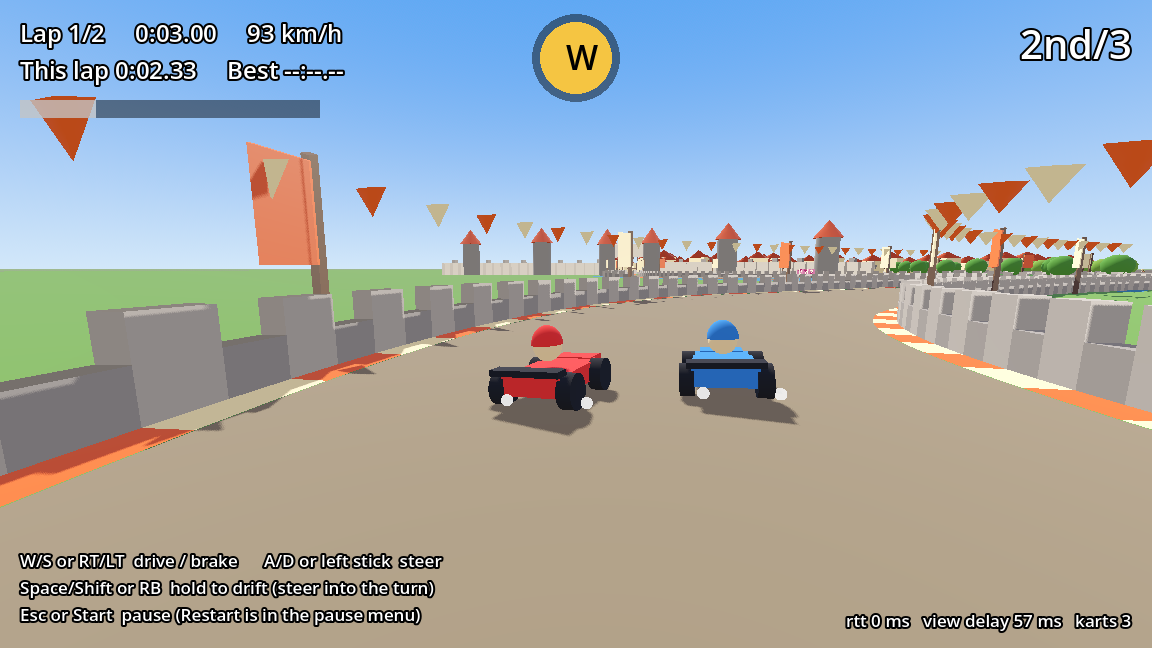 Lap 1/2 0:03.00 93 km/h
This lap 0:02.33 Best --:--.--
W
2nd/3
W/S or RT/LT drive / brake A/D or left stick steer
Space/Shift or RB hold to drift (steer into the turn)
Esc or Start pause (Restart is in the pause menu)
rtt 0 ms view delay 57 ms karts 3